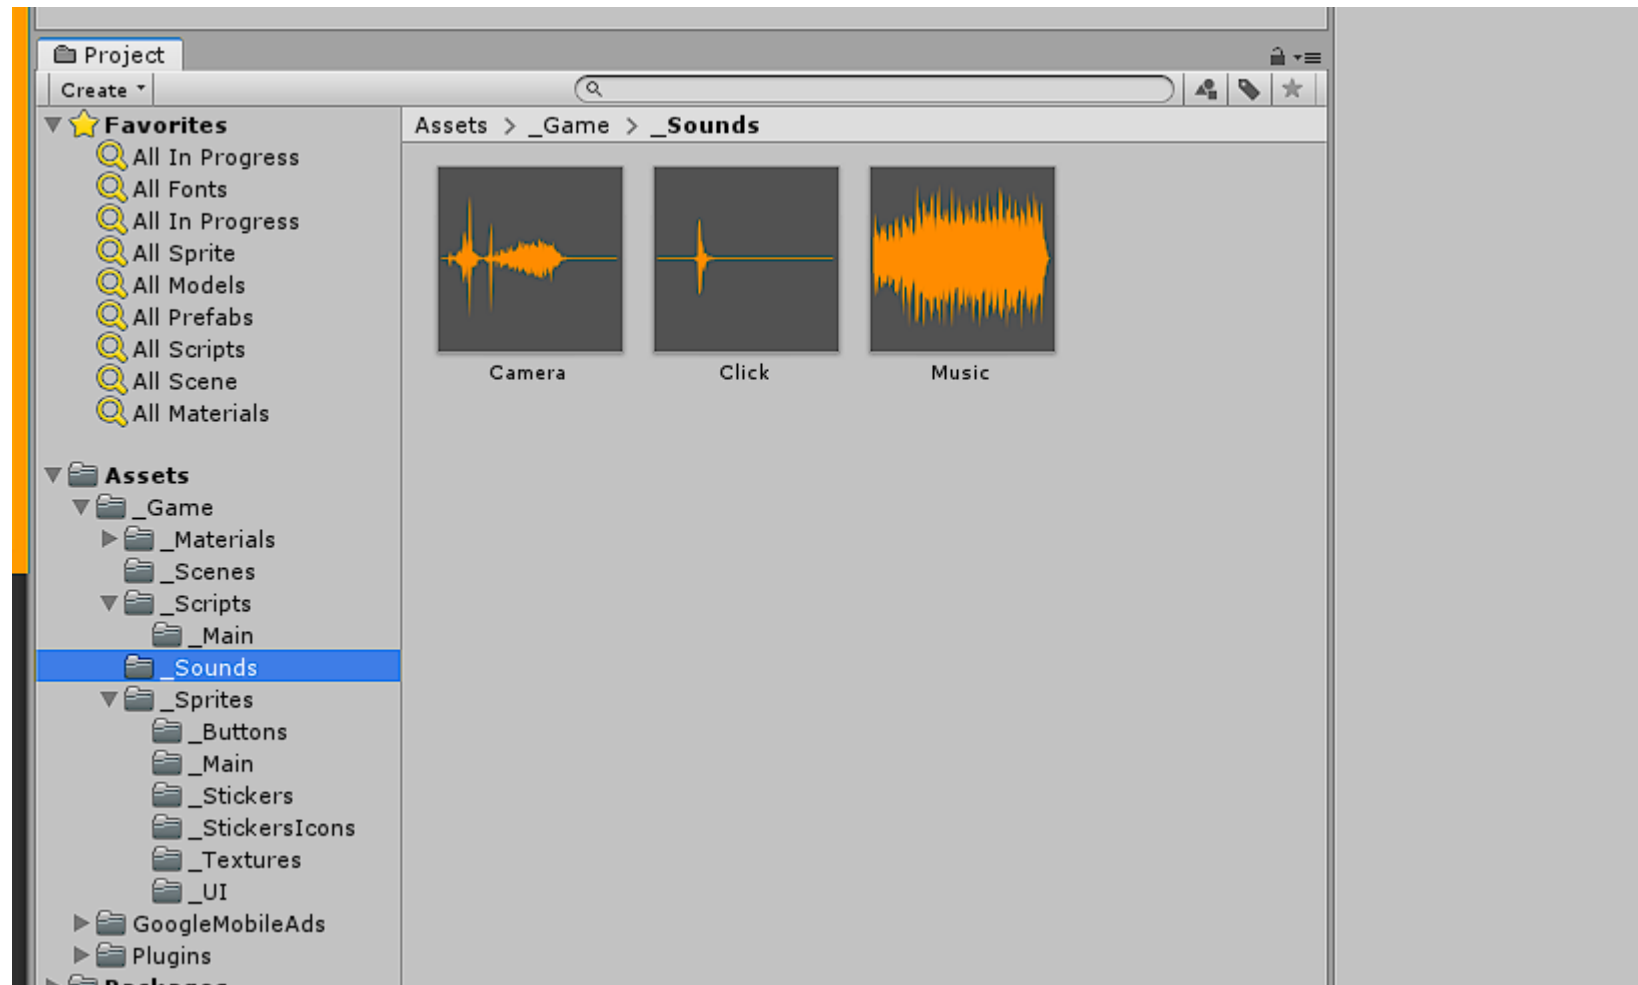 Project
Create
Favorites
All In Progress
All Fonts
All In Progress
All Sprite
All Models
All Prefabs
All Scripts
All Scene
All Materials
Assets
_Game
_Materials
_Scenes
_Scripts
_Main
_Sounds
_Sprites
_Buttons
_Main
_Stickers
_StickersIcons
_Textures
_UI
GoogleMobileAds
Plugins
Packages
Assets > _Game > _Sounds
Camera
Click
Music